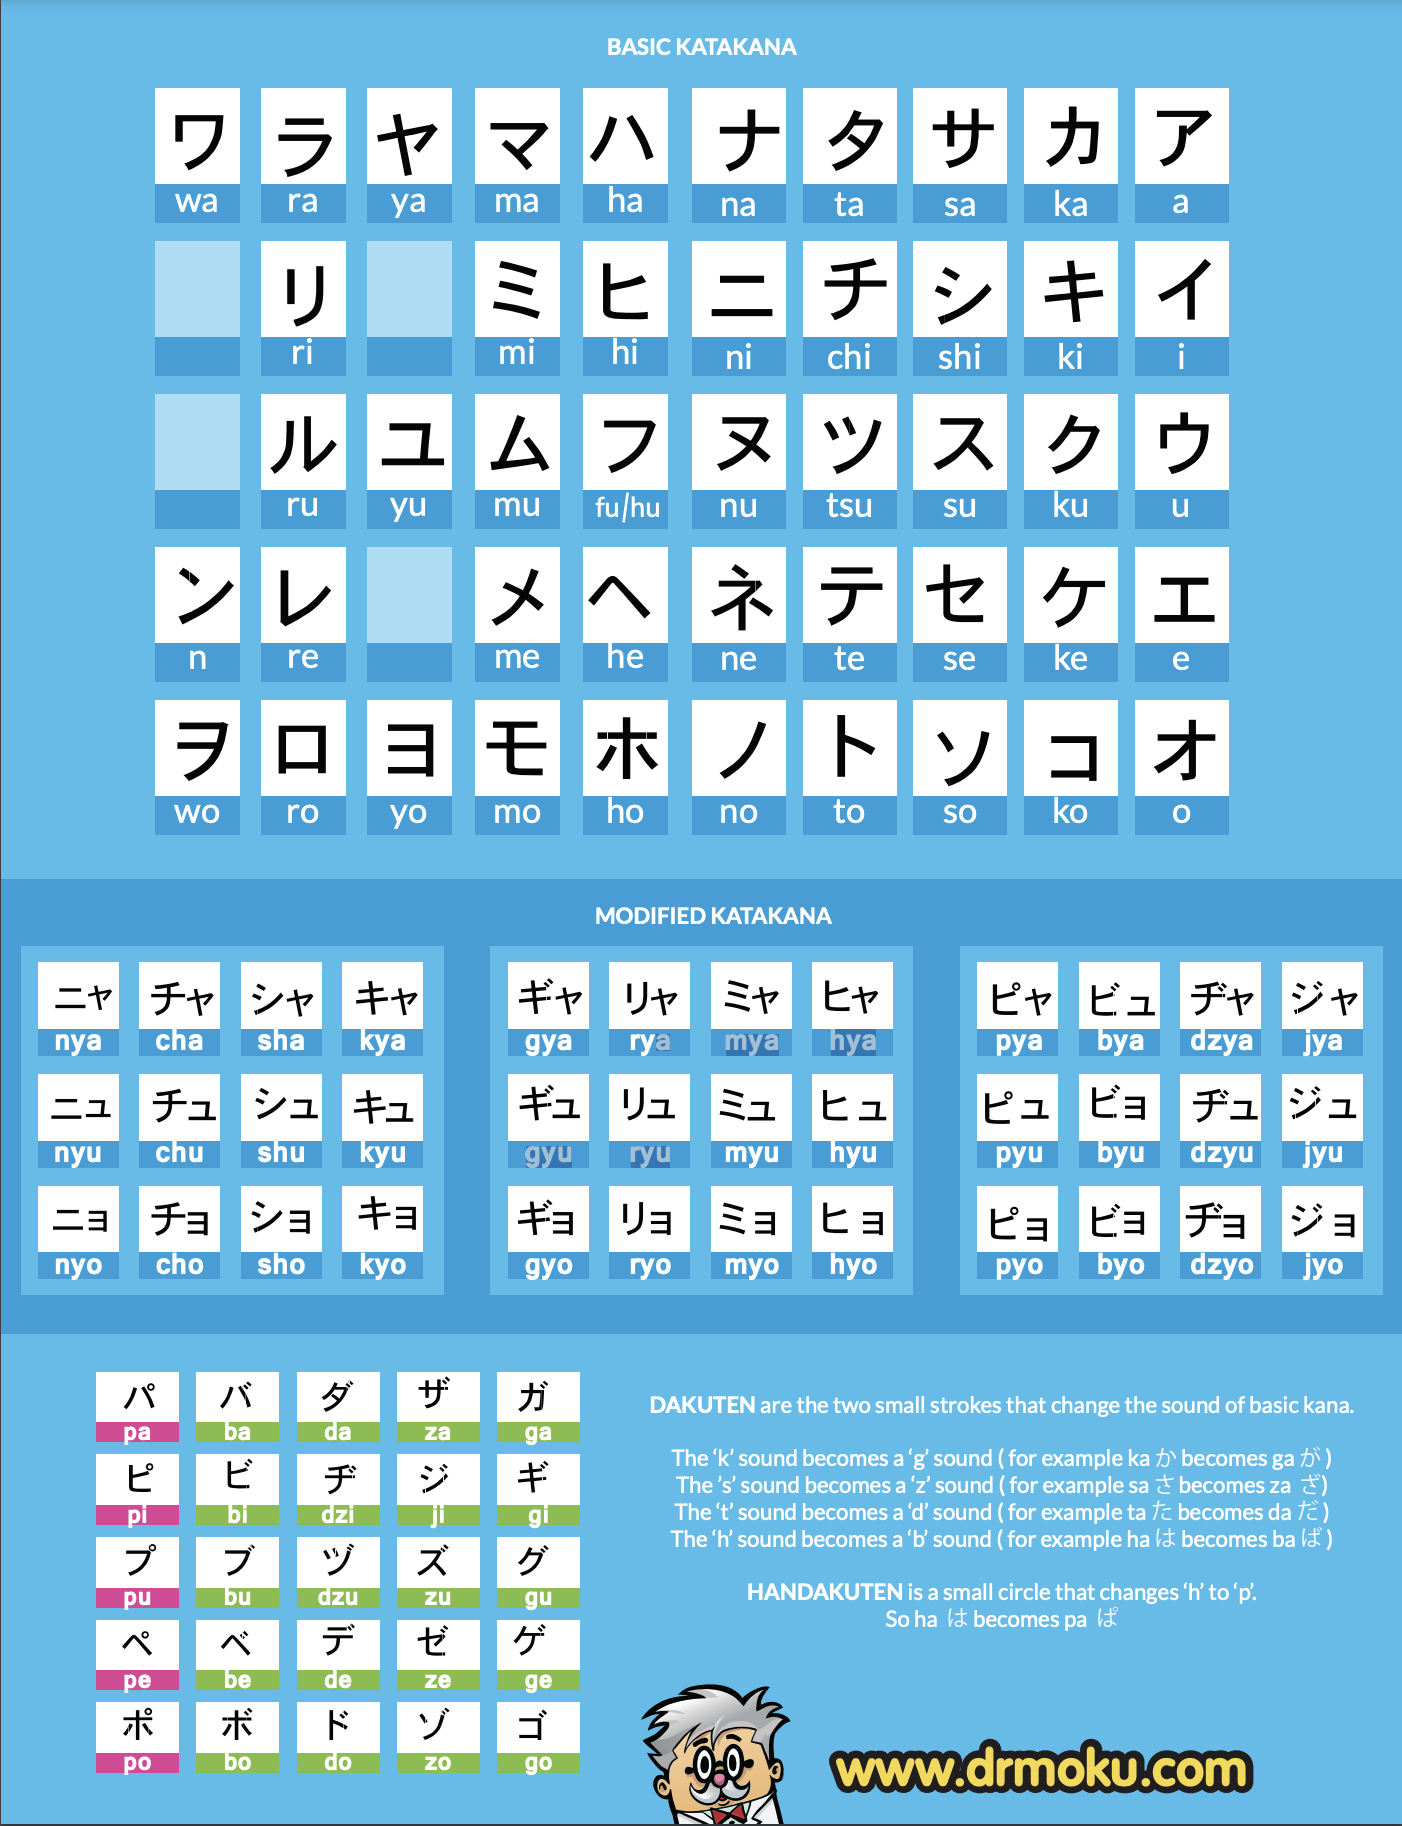 BASIC KATAKANA
ワ ラ ヤ マ ハ ナ タ サ カ ア
wa ra ya ma ha na ta sa ka a
リ ミ ヒ ニ チ シ キ イ
ri mi hi ni chi shi ki i
ル ユ ム フ ヌ ツ ス ク ウ
ru yu mu fu/hu nu tsu su ku u
ン レ メ ヘ ネ テ セ ケ エ
n re me he ne te se ke e
ヲ ロ ヨ モ ホ ノ ト ソ コ オ
wo ro yo mo ho no to so ko o
MODIFIED KATAKANA
ニャ チャ シャ キャ ギャ リャ ミャ ヒャ ピャ ビュ ヂャ ジャ
nya cha sha kya gya rya mya hya pya bya dzya jya
ニュ チュ シュ キュ ギュ リュ ミュ ヒュ ピュ ビョ ヂュ ジュ
nyu chu shu kyu gyu ryu myu hyu pyu byu dzyu jyu
ニョ チョ ショ キョ ギョ リョ ミョ ヒョ ピョ ビョ ヂョ ジョ
nyo cho sho kyo gyo ryo myo hyo pyo byo dzyo jyo
パ バ ダ ザ ガ
pa ba da za ga
ピ ビ ヂ ジ ギ
pi bi dzi ji gi
プ ブ ヅ ズ グ
pu bu dzu zu gu
ペ ベ デ ゼ ゲ
pe be de ze ge
ポ ボ ド ゾ ゴ
po bo do zo go
DAKUTEN are the two small strokes that change the sound of basic kana.
The ‘k’ sound becomes a ‘g’ sound ( for example ka か becomes ga が )
The ’s’ sound becomes a ‘z’ sound ( for example sa さ becomes za ざ)
The ‘t’ sound becomes a ‘d’ sound ( for example ta た becomes da だ )
The ‘h’ sound becomes a ‘b’ sound ( for example ha は becomes ba ば )
HANDAKUTEN is a small circle that changes ‘h’ to ‘p’.
So ha は becomes pa ぱ
www.drmoku.com